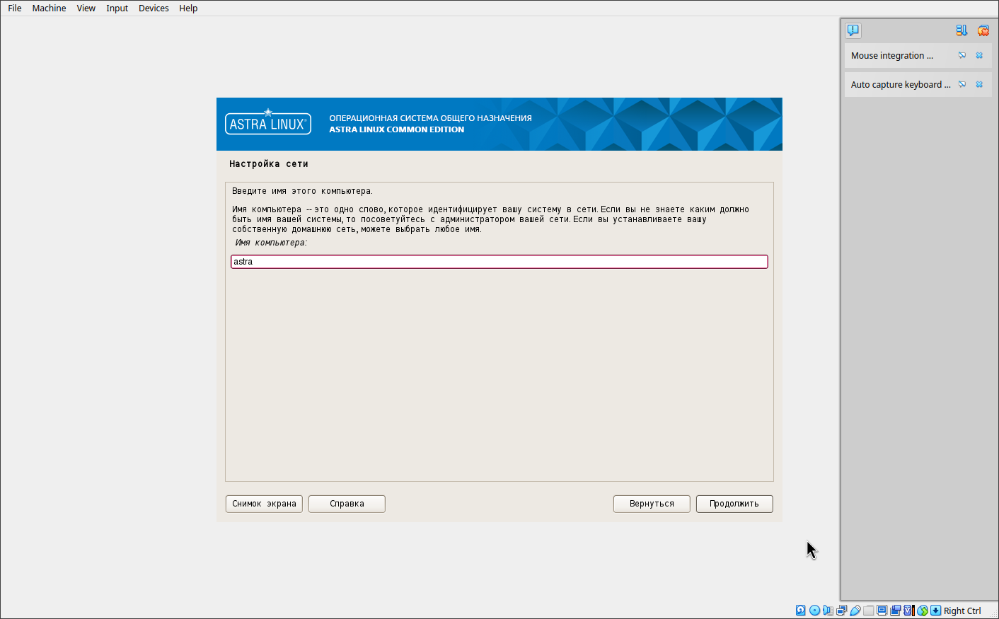 File Machine View Input Devices Help
Mouse integration ...
Auto capture keyboard ...
ASTRA LINUX®
ОПЕРАЦИОННАЯ СИСТЕМА ОБЩЕГО НАЗНАЧЕНИЯ
ASTRA LINUX COMMON EDITION
Настройка сети
Введите имя этого компьютера.
Имя компьютера -- это одно слово, которое идентифицирует вашу систему в сети. Если вы не знаете каким должно
быть имя вашей системы, то посоветуйтесь с администратором вашей сети. Если вы устанавливаете вашу
собственную домашнюю сеть, можете выбрать любое имя.
Имя компьютера:
astra
Снимок экрана Справка Вернуться Продолжить
Right Ctrl